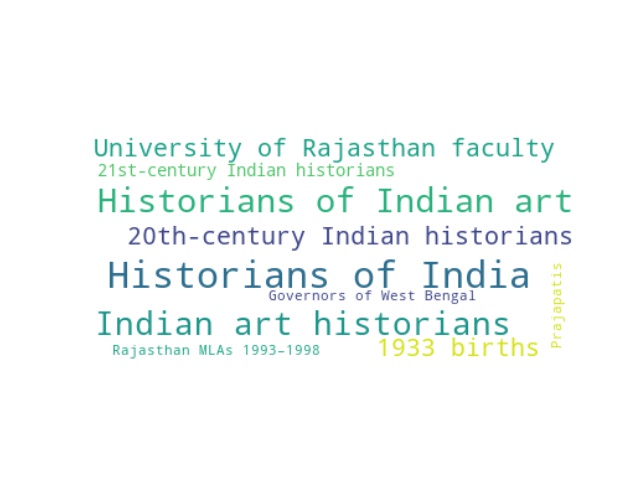 University of Rajasthan faculty
21st-century Indian historians
Historians of Indian art
20th-century Indian historians
Historians of India
Governors of West Bengal
Prajapatis
Indian art historians
Rajasthan MLAs 1993–1998
1933 births